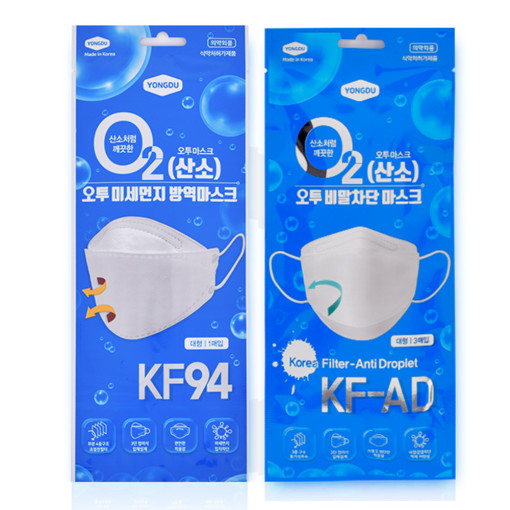 YONGDU
Made in Korea
의약외품
식약처허가제품
YONGDU
산소처럼
깨끗한
오투마스크
O2(산소)
오투 미세먼지 방역마스크
대형 | 1매입
KF94
YONGDU
Made in Korea
의약외품
식약처허가제품
YONGDU
산소처럼
깨끗한
오투마스크
O2(산소)
오투 비말차단 마스크
대형 | 3매입
Korea Filter-Anti Droplet
KF-AD